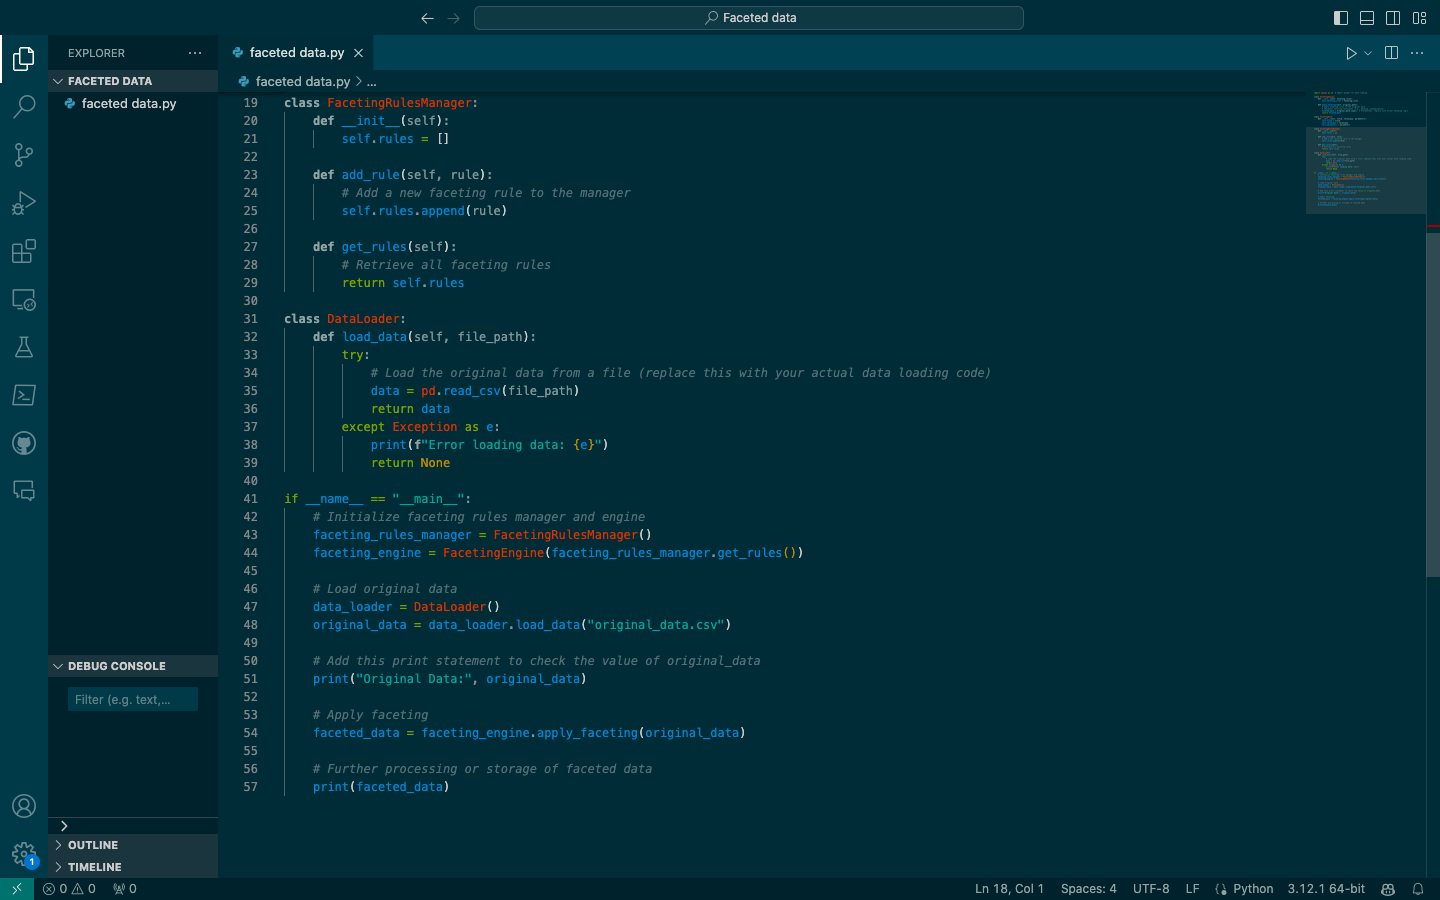 Faceted data
EXPLORER
FACETED DATA
faceted data.py
faceted data.py
faceted data.py > ...
19 class FacetingRulesManager:
20     def __init__(self):
21         self.rules = []
22
23     def add_rule(self, rule):
24         # Add a new faceting rule to the manager
25         self.rules.append(rule)
26
27     def get_rules(self):
28         # Retrieve all faceting rules
29         return self.rules
30
31 class DataLoader:
32     def load_data(self, file_path):
33         try:
34             # Load the original data from a file (replace this with your actual data loading code)
35             data = pd.read_csv(file_path)
36             return data
37         except Exception as e:
38             print(f"Error loading data: {e}")
39             return None
40
41 if __name__ == "__main__":
42     # Initialize faceting rules manager and engine
43     faceting_rules_manager = FacetingRulesManager()
44     faceting_engine = FacetingEngine(faceting_rules_manager.get_rules())
45
46     # Load original data
47     data_loader = DataLoader()
48     original_data = data_loader.load_data("original_data.csv")
49
50     # Add this print statement to check the value of original_data
51     print("Original Data:", original_data)
52
53     # Apply faceting
54     faceted_data = faceting_engine.apply_faceting(original_data)
55
56     # Further processing or storage of faceted data
57     print(faceted_data)
DEBUG CONSOLE
Filter (e.g. text,...
OUTLINE
TIMELINE
1
0 0 0
Ln 18, Col 1 Spaces: 4 UTF-8 LF Python 3.12.1 64-bit